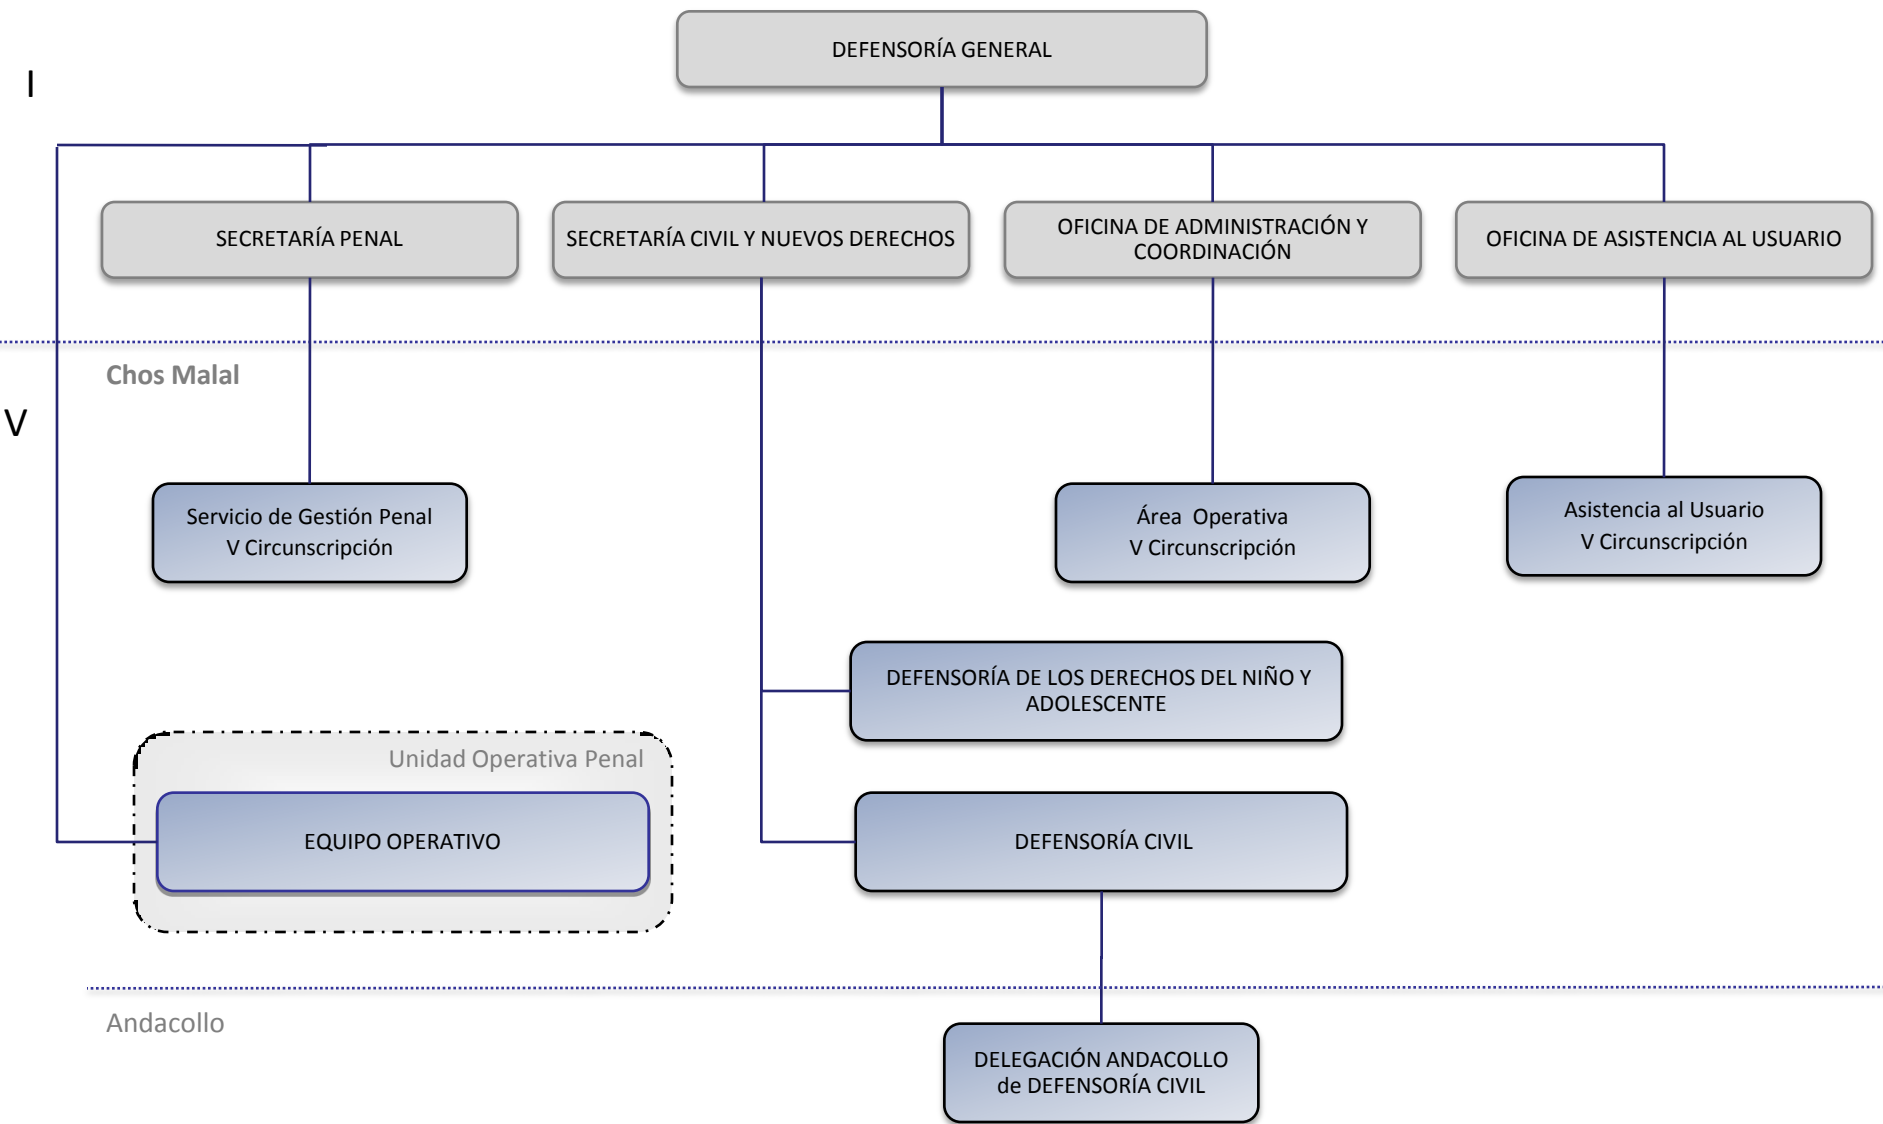 DEFENSORÍA GENERAL
I
SECRETARÍA PENAL
SECRETARÍA CIVIL Y NUEVOS DERECHOS
OFICINA DE ADMINISTRACIÓN Y
COORDINACIÓN
OFICINA DE ASISTENCIA AL USUARIO
Chos Malal
V
Servicio de Gestión Penal
V Circunscripción
Área Operativa
V Circunscripción
Asistencia al Usuario
V Circunscripción
DEFENSORÍA DE LOS DERECHOS DEL NIÑO Y
ADOLESCENTE
Unidad Operativa Penal
EQUIPO OPERATIVO
DEFENSORÍA CIVIL
Andacollo
DELEGACIÓN ANDACOLLO
de DEFENSORÍA CIVIL